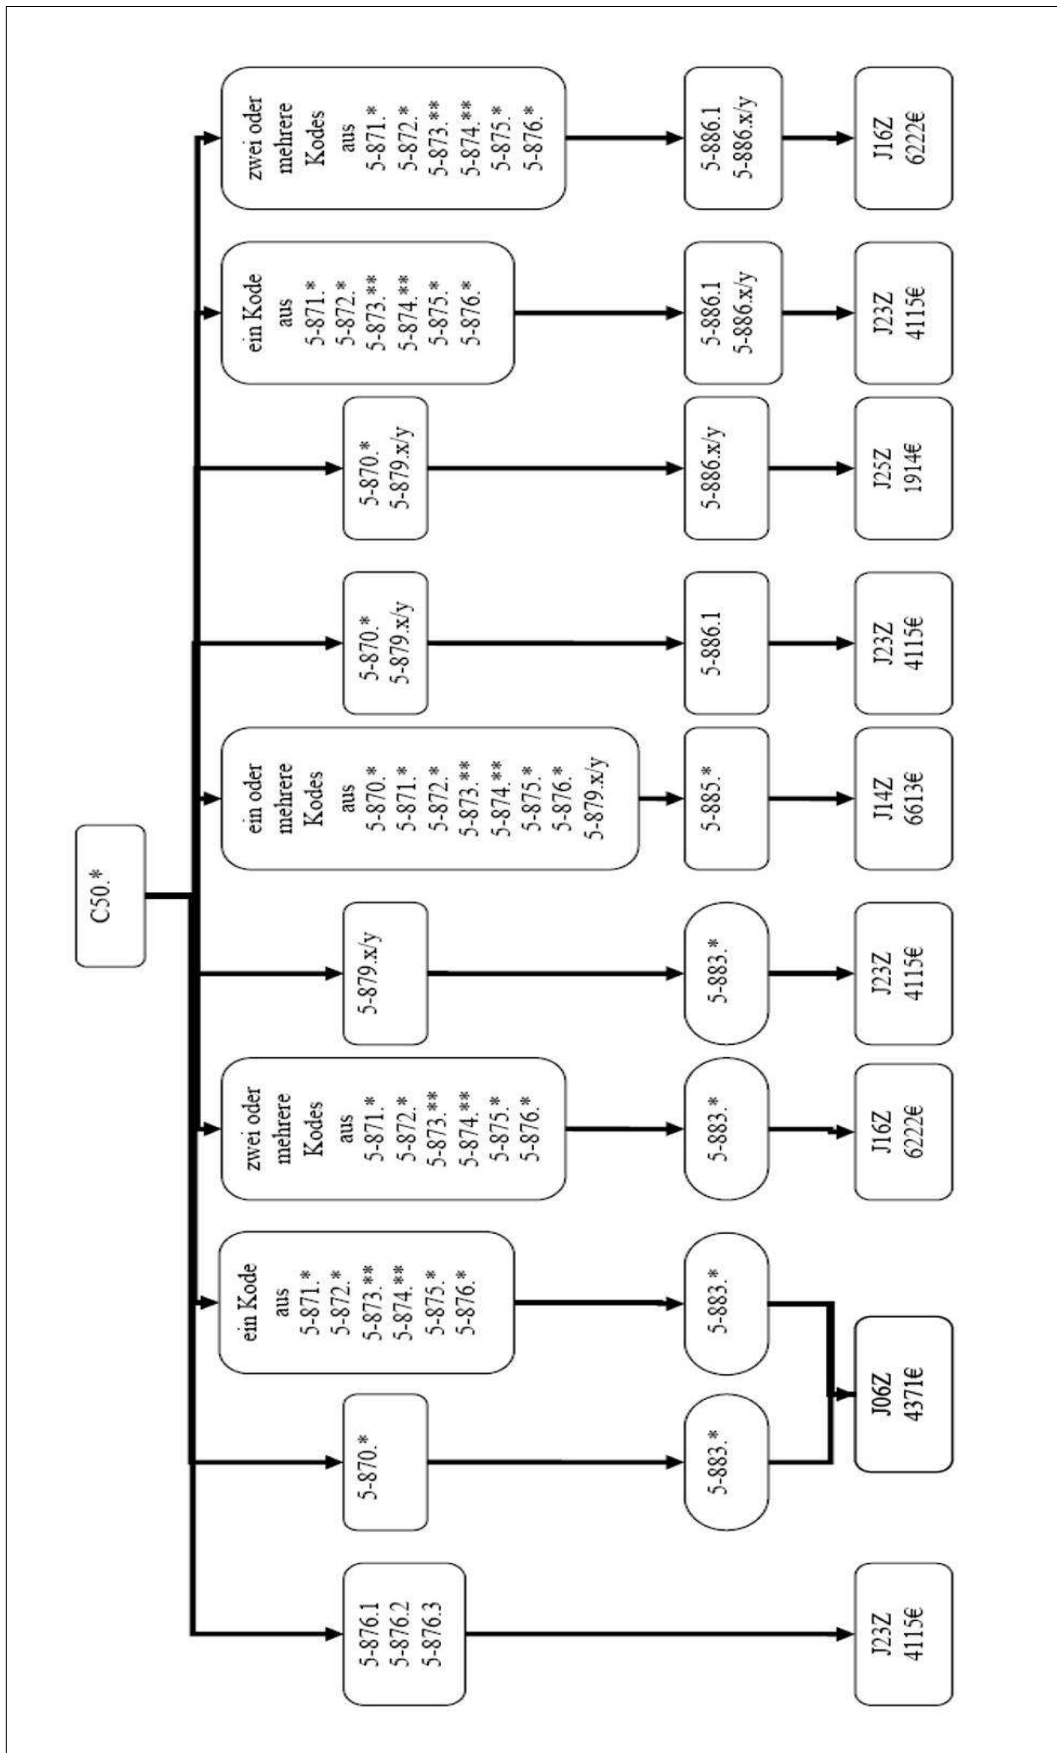 C50.*
5-876.1
5-876.2
5-876.3
J23Z
4115€
5-870.*
5-883.*
ein Kode
aus
5-871.*
5-872.*
5-873.**
5-874.**
5-875.*
5-876.*
5-883.*
J06Z
4371€
zwei oder
mehrere
Kodes
aus
5-871.*
5-872.*
5-873.**
5-874.**
5-875.*
5-876.*
5-883.*
J16Z
6222€
5-879.x/y
5-883.*
J23Z
4115€
ein oder
mehrere
Kodes
aus
5-870.*
5-871.*
5-872.*
5-873.**
5-874.**
5-875.*
5-876.*
5-879.x/y
5-885.*
J14Z
6613€
5-870.*
5-879.x/y
5-886.1
J23Z
4115€
5-870.*
5-879.x/y
5-886.x/y
J25Z
1914€
ein Kode
aus
5-871.*
5-872.*
5-873.**
5-874.**
5-875.*
5-876.*
5-886.1
5-886.x/y
J23Z
4115€
zwei oder
mehrere
Kodes
aus
5-871.*
5-872.*
5-873.**
5-874.**
5-875.*
5-876.*
5-886.1
5-886.x/y
J16Z
6222€